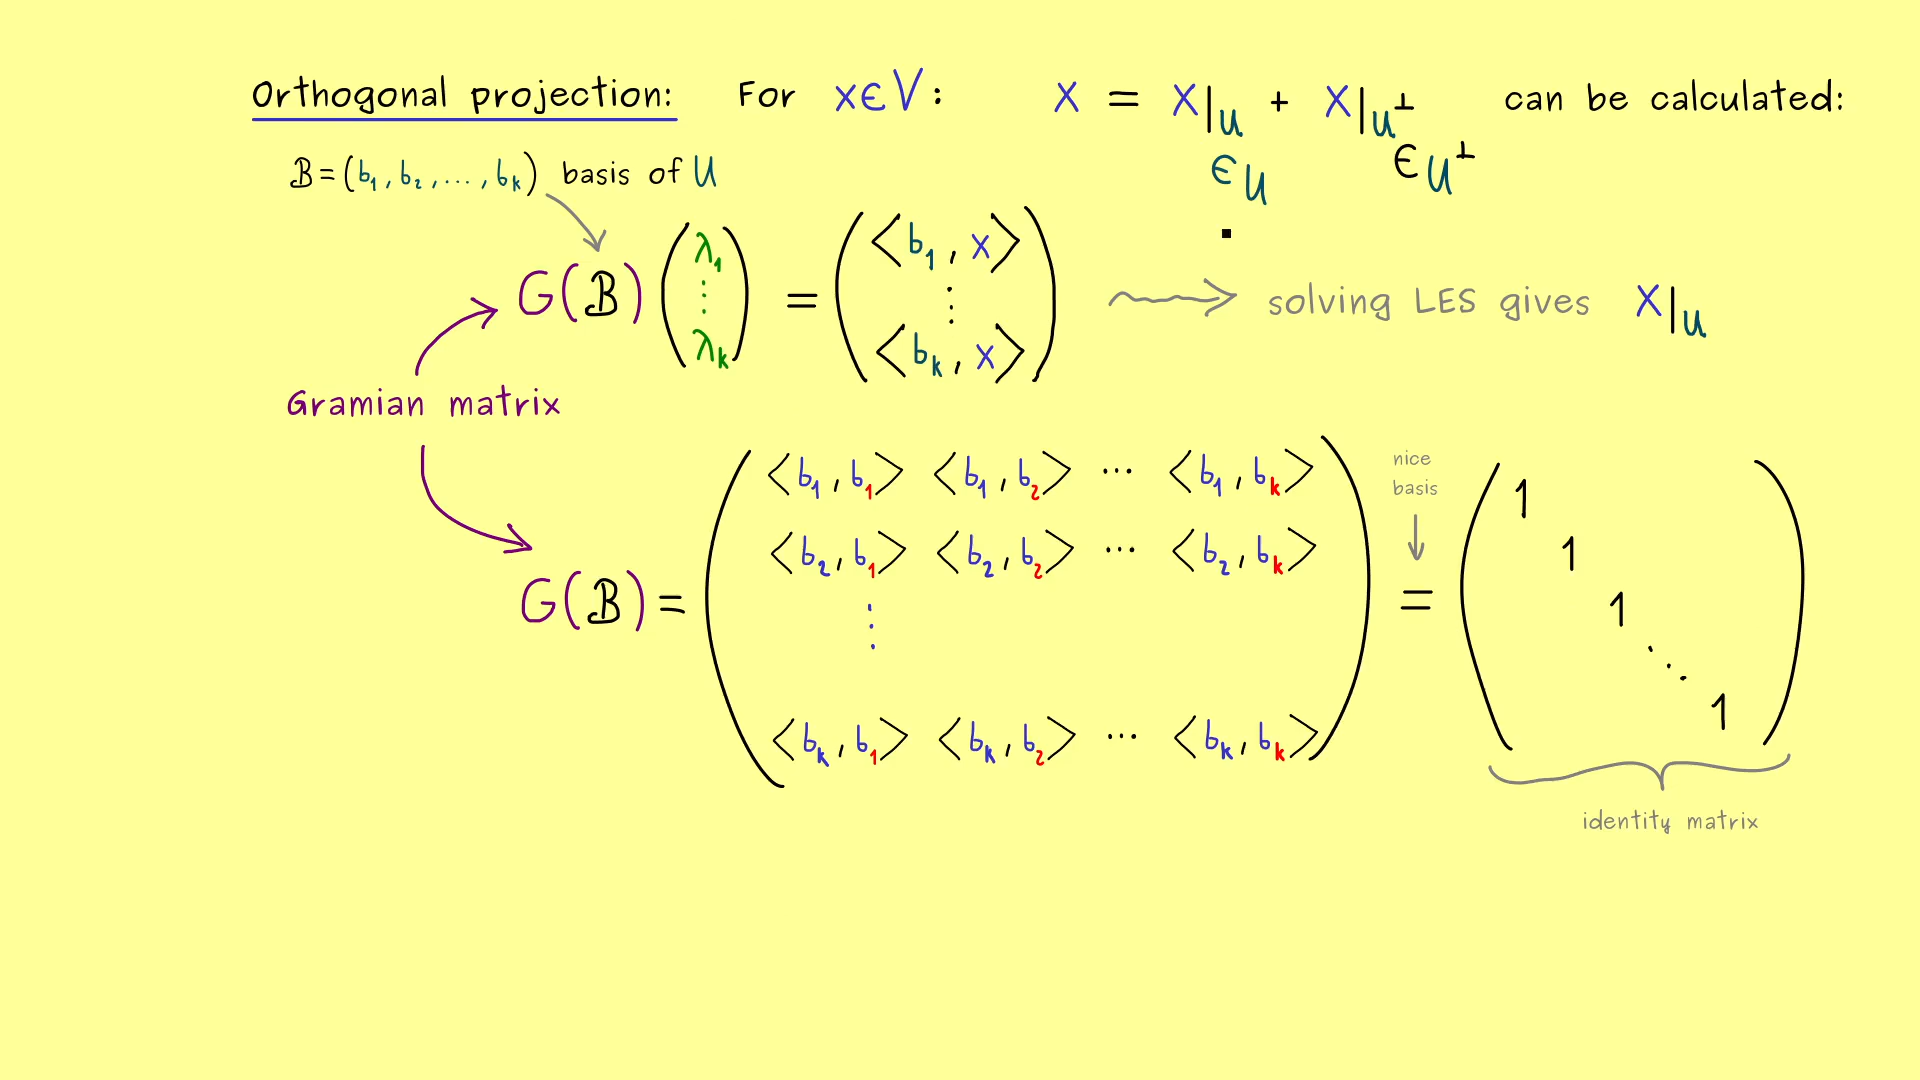 Orthogonal projection: For x∈V: x = x|U + x|U⊥ can be calculated:
∈U ∈U⊥
B=(b1, b2, ..., bk) basis of U
G(B) (λ1 ⋮ λk) = (<b1, x> ⋮ <bk, x>) solving LES gives x|U
Gramian matrix
<b1, b1> <b1, b2> ... <b1, bk>
<b2, b1> <b2, b2> ... <b2, bk>
⋮
<bk, b1> <bk, b2> ... <bk, bk>
G(B) =
nice
basis
=
1
1
1
⋱
1
identity matrix